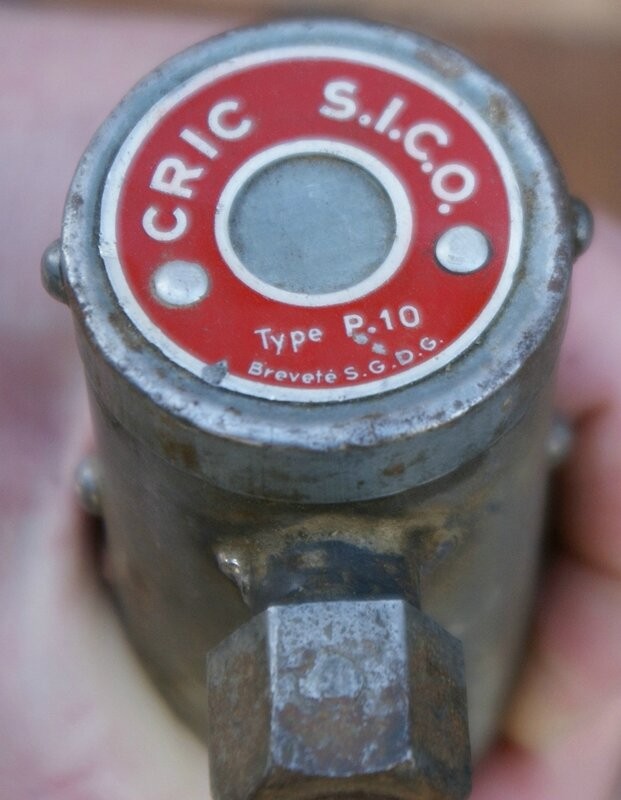 CRIC S.I.C.O.
Type P.10
Breveté S.G.D.G.